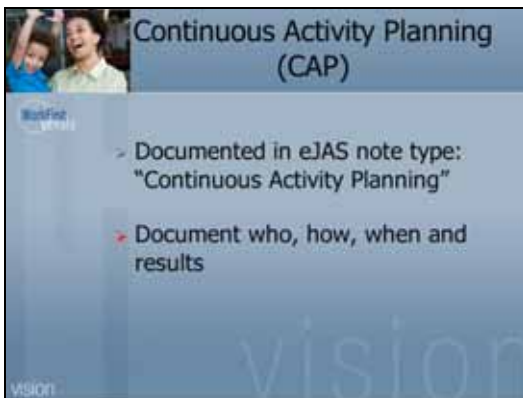 Continuous Activity Planning
(CAP)
WorkFirst
Documented in eJAS note type:
"Continuous Activity Planning"
Document who, how, when and
results
vision
vision